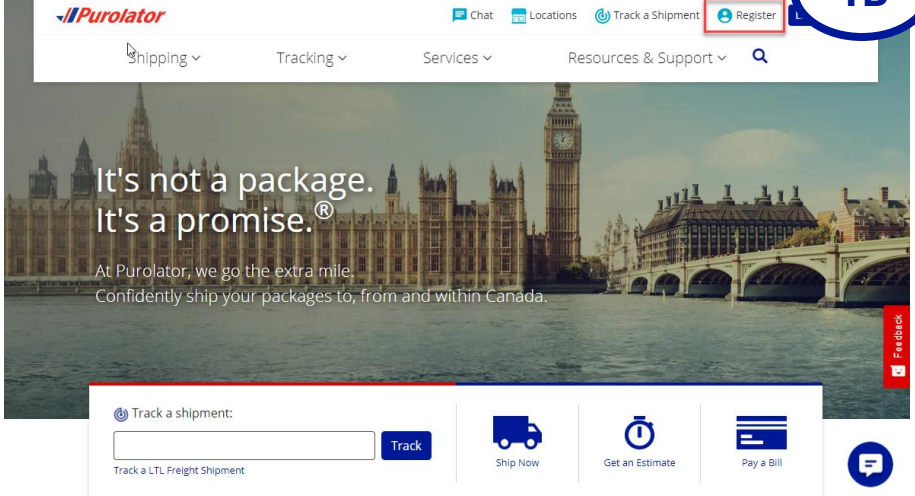 Purolator
Chat
Locations
Track a Shipment
Register
Shipping
Tracking
Services
Resources & Support
It's not a package.
It's a promise.®
At Purolator, we go the extra mile.
Confidently ship your packages to, from and within Canada.
Feedback
Track a shipment:
Track
Track a LTL Freight Shipment
Ship Now
Get an Estimate
Pay a Bill